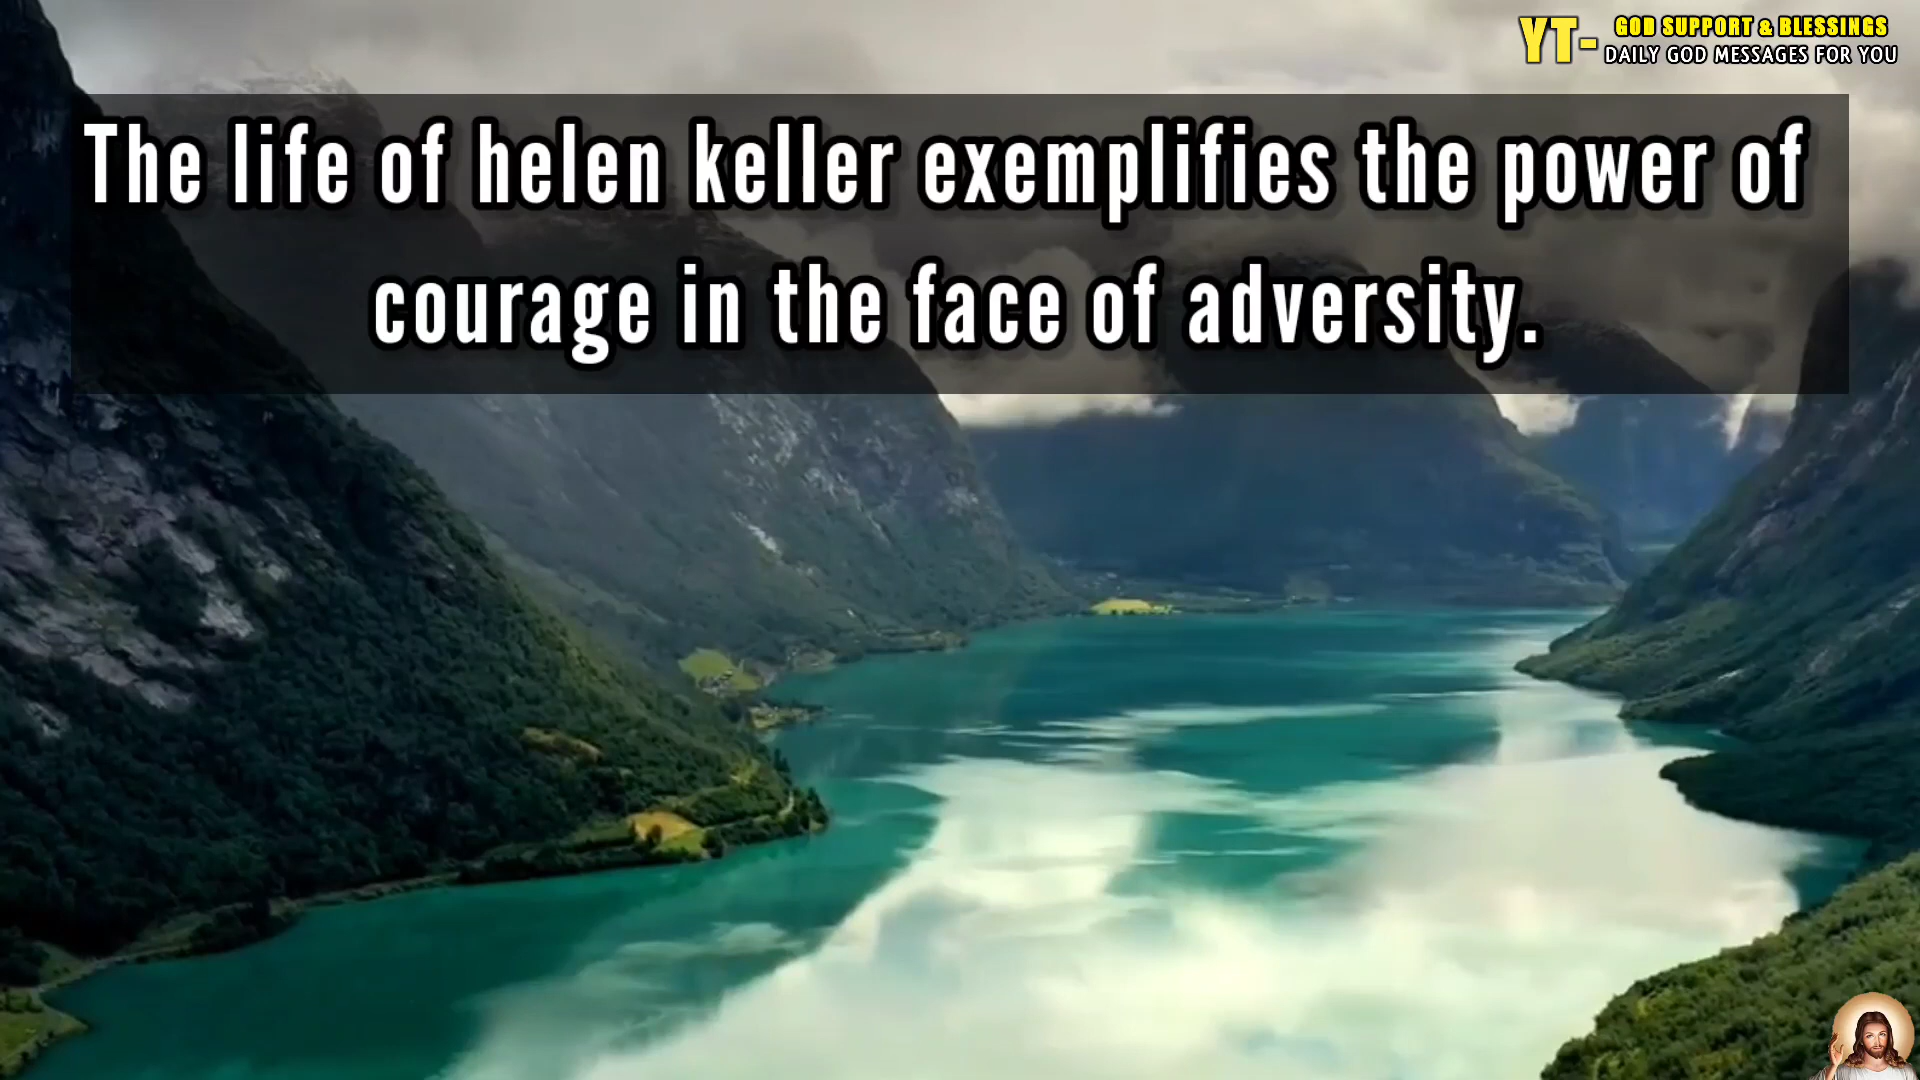 YT- GOD SUPPORT & BLESSINGS
DAILY GOD MESSAGES FOR YOU
The life of helen keller exemplifies the power of
courage in the face of adversity.